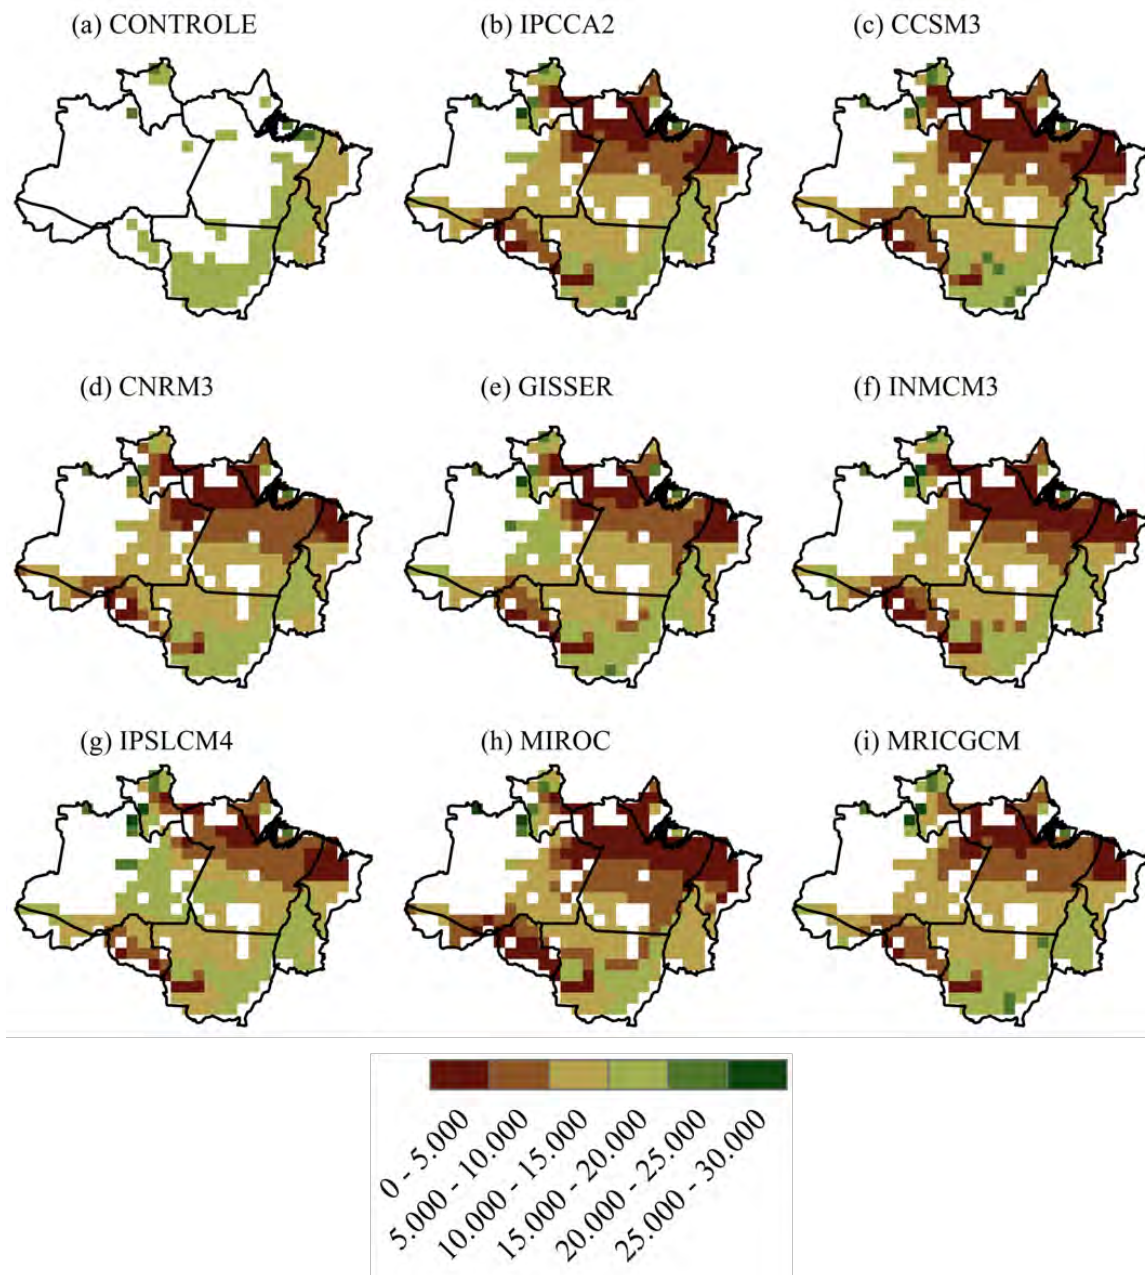 (a) CONTROLE (b) IPCCA2 (c) CCSM3
(d) CNRM3 (e) GISSER (f) INMCM3
(g) IPSLCM4 (h) MIROC (i) MRICGCM
0 - 5.000
5.000 - 10.000
10.000 - 15.000
15.000 - 20.000
20.000 - 25.000
25.000 - 30.000